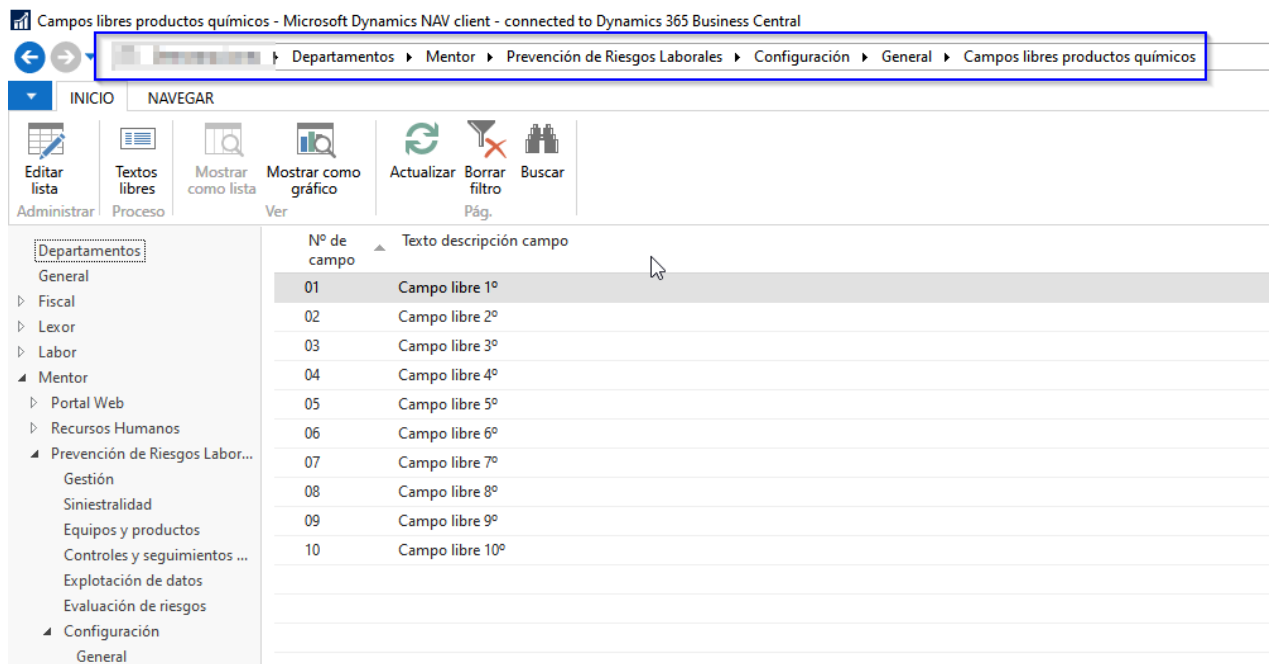 Campos libres productos químicos - Microsoft Dynamics NAV client - connected to Dynamics 365 Business Central
Departamentos Mentor Prevención de Riesgos Laborales Configuración General Campos libres productos químicos
INICIO NAVEGAR
Editar lista
Textos libres
Mostrar como lista
Mostrar como gráfico
Actualizar
Borrar filtro
Buscar
Administrar Proceso Ver Pág.
Departamentos
General
Fiscal
Lexor
Labor
Mentor
Portal Web
Recursos Humanos
Prevención de Riesgos Labor...
Gestión
Siniestralidad
Equipos y productos
Controles y seguimientos ...
Explotación de datos
Evaluación de riesgos
Configuración
General
Nº de campo Texto descripción campo
01 Campo libre 1º
02 Campo libre 2º
03 Campo libre 3º
04 Campo libre 4º
05 Campo libre 5º
06 Campo libre 6º
07 Campo libre 7º
08 Campo libre 8º
09 Campo libre 9º
10 Campo libre 10º